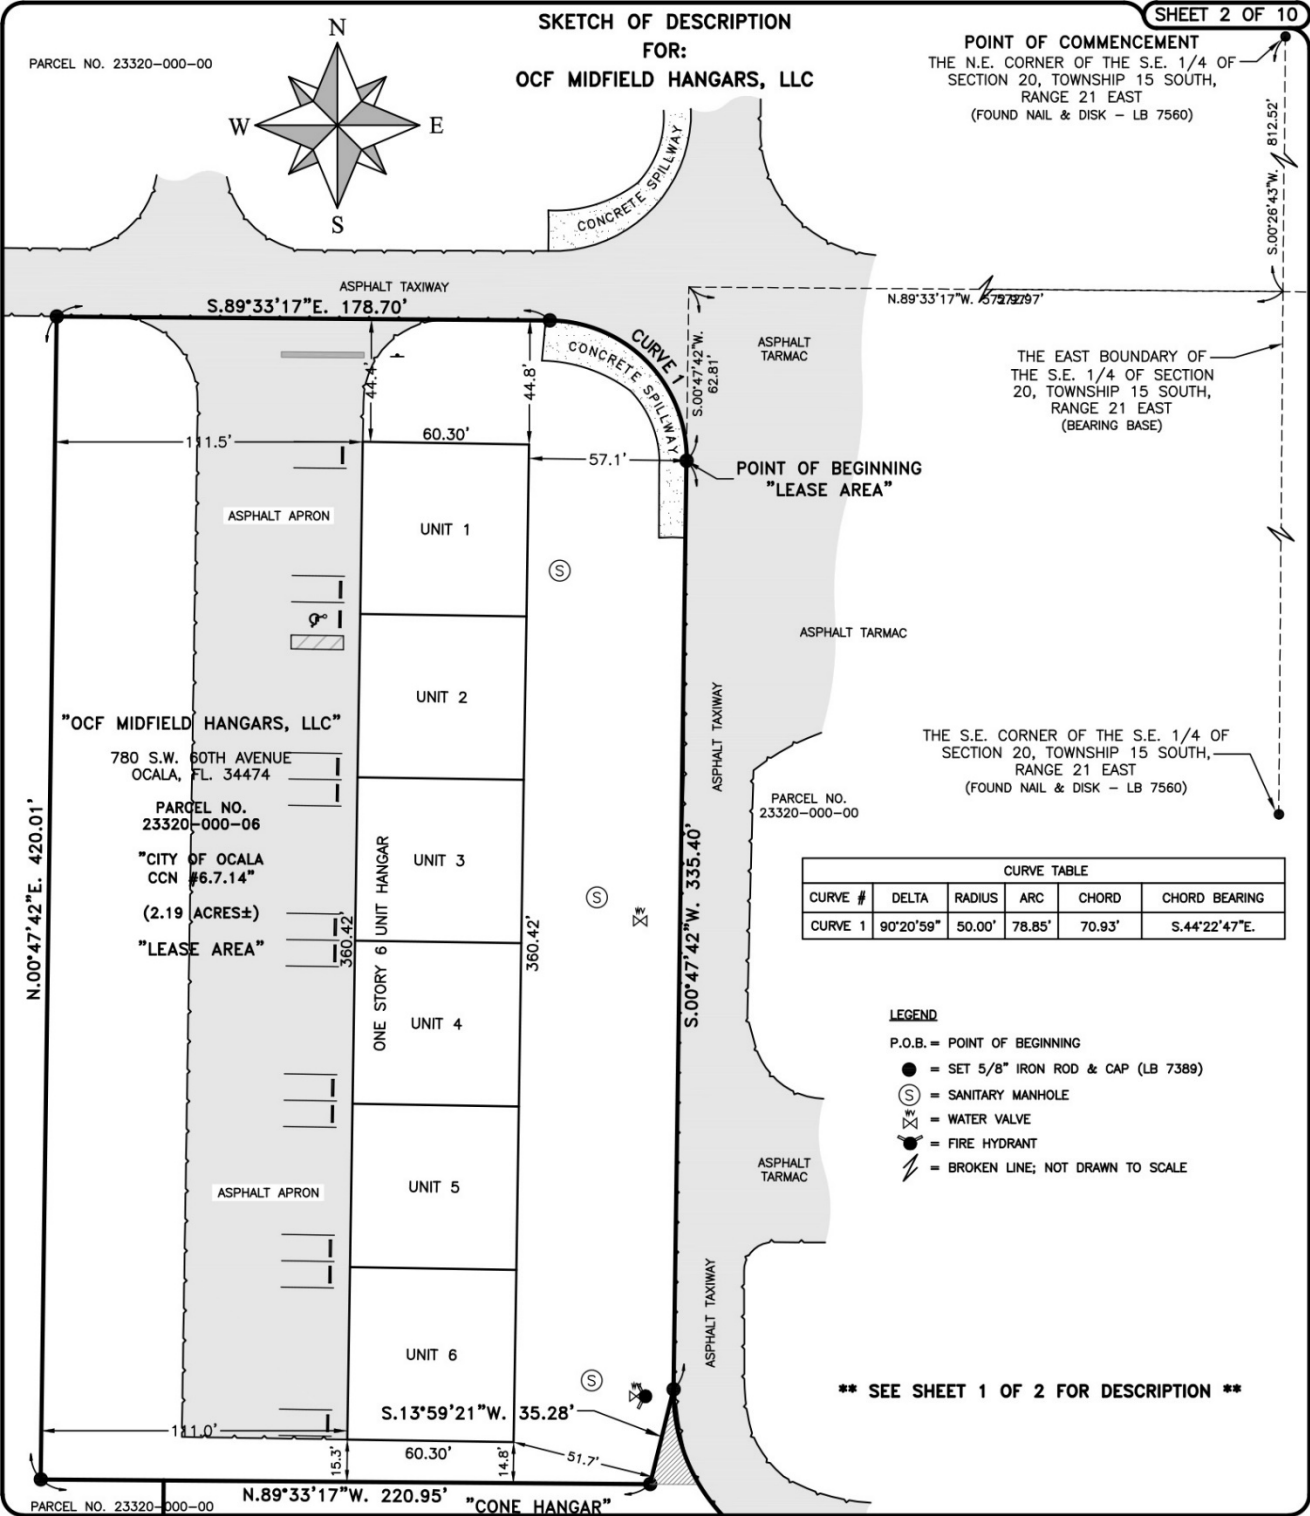 SHEET 2 OF 10
SKETCH OF DESCRIPTION
FOR:
OCF MIDFIELD HANGARS, LLC
PARCEL NO. 23320-000-00
N
W
E
S
POINT OF COMMENCEMENT
THE N.E. CORNER OF THE S.E. 1/4 OF
SECTION 20, TOWNSHIP 15 SOUTH,
RANGE 21 EAST
(FOUND NAIL & DISK - LB 7560)
S.00°26'43"W. 812.52'
CONCRETE SPILLWAY
ASPHALT TAXIWAY
S.89°33'17"E. 178.70'
N.89°33'17"W.
CURVE 1
CONCRETE SPILLWAY
S.00°47'42"W.
62.81'
ASPHALT
TARMAC
THE EAST BOUNDARY OF
THE S.E. 1/4 OF SECTION
20, TOWNSHIP 15 SOUTH,
RANGE 21 EAST
(BEARING BASE)
44.4'
44.8'
111.5'
60.30'
57.1'
POINT OF BEGINNING
"LEASE AREA"
ASPHALT APRON
UNIT 1
S
ASPHALT TARMAC
UNIT 2
ASPHALT TAXIWAY
"OCF MIDFIELD HANGARS, LLC"
780 S.W. 60TH AVENUE
OCALA, FL. 34474
PARCEL NO.
23320-000-06
"CITY OF OCALA
CCN #6.7.14"
(2.19 ACRES±)
"LEASE AREA"
N.00°47'42"E. 420.01'
THE S.E. CORNER OF THE S.E. 1/4 OF
SECTION 20, TOWNSHIP 15 SOUTH,
RANGE 21 EAST
(FOUND NAIL & DISK - LB 7560)
PARCEL NO.
23320-000-00
UNIT 3
360.42'
ONE STORY 6 UNIT HANGAR
360.42'
S
WV
S.00°47'42"W. 335.40'
CURVE TABLE
CURVE # DELTA RADIUS ARC CHORD CHORD BEARING
CURVE 1 90°20'59" 50.00' 78.85' 70.93' S.44°22'47"E.
UNIT 4
LEGEND
P.O.B. = POINT OF BEGINNING
= SET 5/8" IRON ROD & CAP (LB 7389)
S = SANITARY MANHOLE
WV = WATER VALVE
= FIRE HYDRANT
= BROKEN LINE; NOT DRAWN TO SCALE
ASPHALT
TARMAC
ASPHALT APRON
UNIT 5
ASPHALT TAXIWAY
UNIT 6
S
WV
** SEE SHEET 1 OF 2 FOR DESCRIPTION **
S.13°59'21"W. 35.28'
111.0'
15.3'
60.30'
14.8'
51.7'
N.89°33'17"W. 220.95'
"CONE HANGAR"
PARCEL NO. 23320-000-00